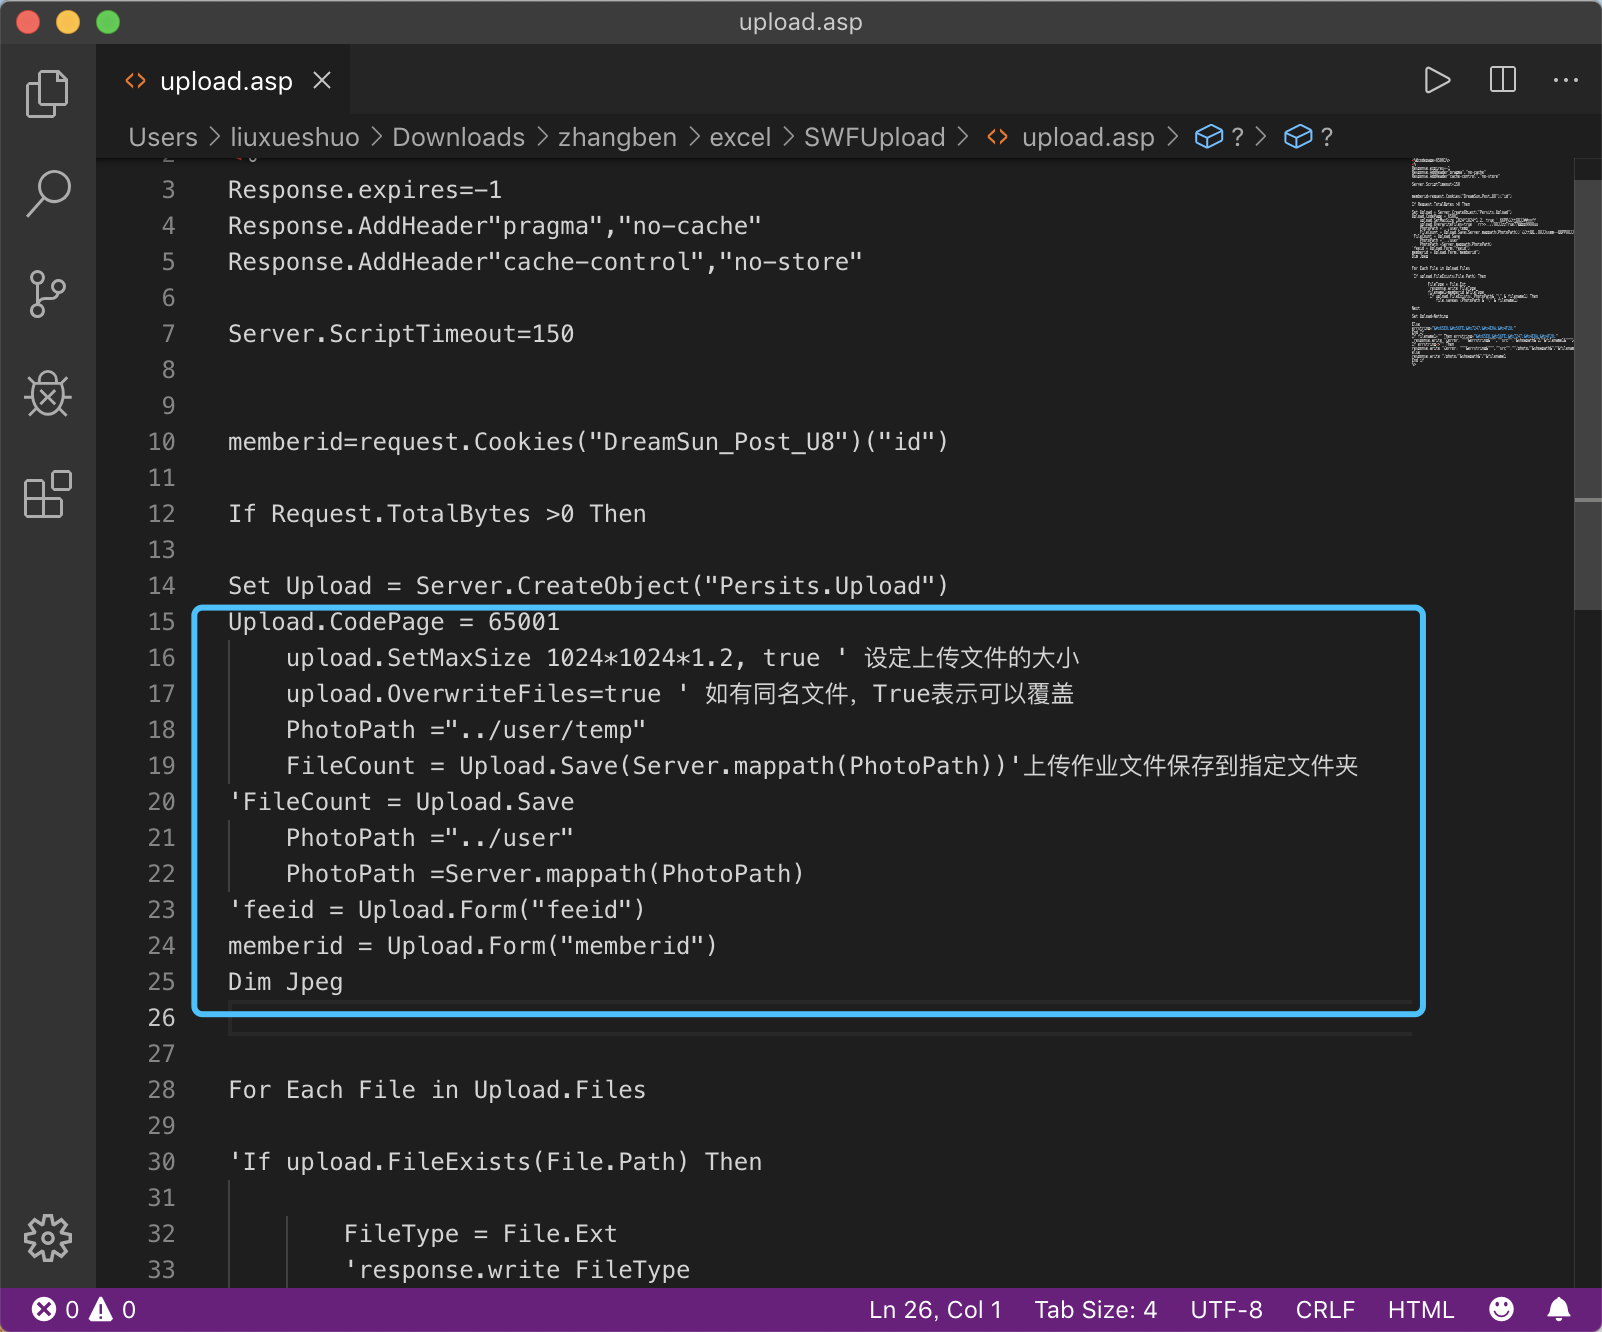 upload.asp
upload.asp
Users > liuxueshuo > Downloads > zhangben > excel > SWFUpload > upload.asp > ? > ?
2
3 Response.expires=-1
4 Response.AddHeader"pragma","no-cache"
5 Response.AddHeader"cache-control","no-store"
6
7 Server.ScriptTimeout=150
8
9
10 memberid=request.Cookies("DreamSun_Post_U8")("id")
11
12 If Request.TotalBytes >0 Then
13
14 Set Upload = Server.CreateObject("Persits.Upload")
15 Upload.CodePage = 65001
16 upload.SetMaxSize 1024*1024*1.2, true ' 设定上传文件的大小
17 upload.OverwriteFiles=true ' 如有同名文件，True表示可以覆盖
18 PhotoPath ="../user/temp"
19 FileCount = Upload.Save(Server.mappath(PhotoPath))'上传作业文件保存到指定文件夹
20 'FileCount = Upload.Save
21 PhotoPath ="../user"
22 PhotoPath =Server.mappath(PhotoPath)
23 'feeid = Upload.Form("feeid")
24 memberid = Upload.Form("memberid")
25 Dim Jpeg
26
27
28 For Each File in Upload.Files
29
30 'If upload.FileExists(File.Path) Then
31
32 FileType = File.Ext
33 'response.write FileType
0 0 Ln 26, Col 1 Tab Size: 4 UTF-8 CRLF HTML